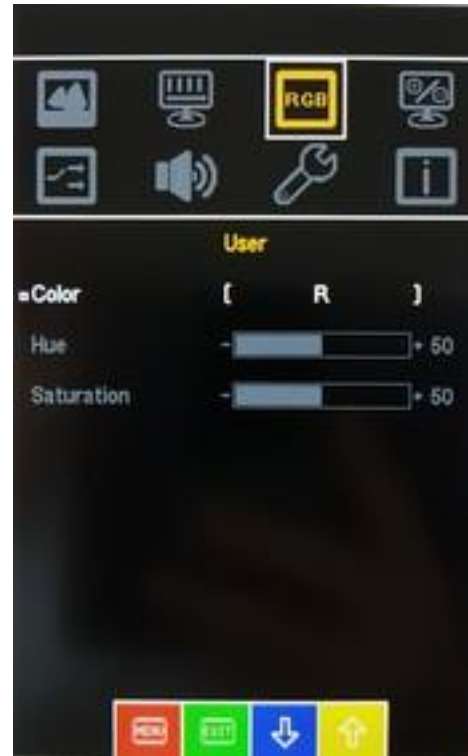 RGB
i
User
Color [ R ]
Hue - + 50
Saturation - + 50
MENU EXIT